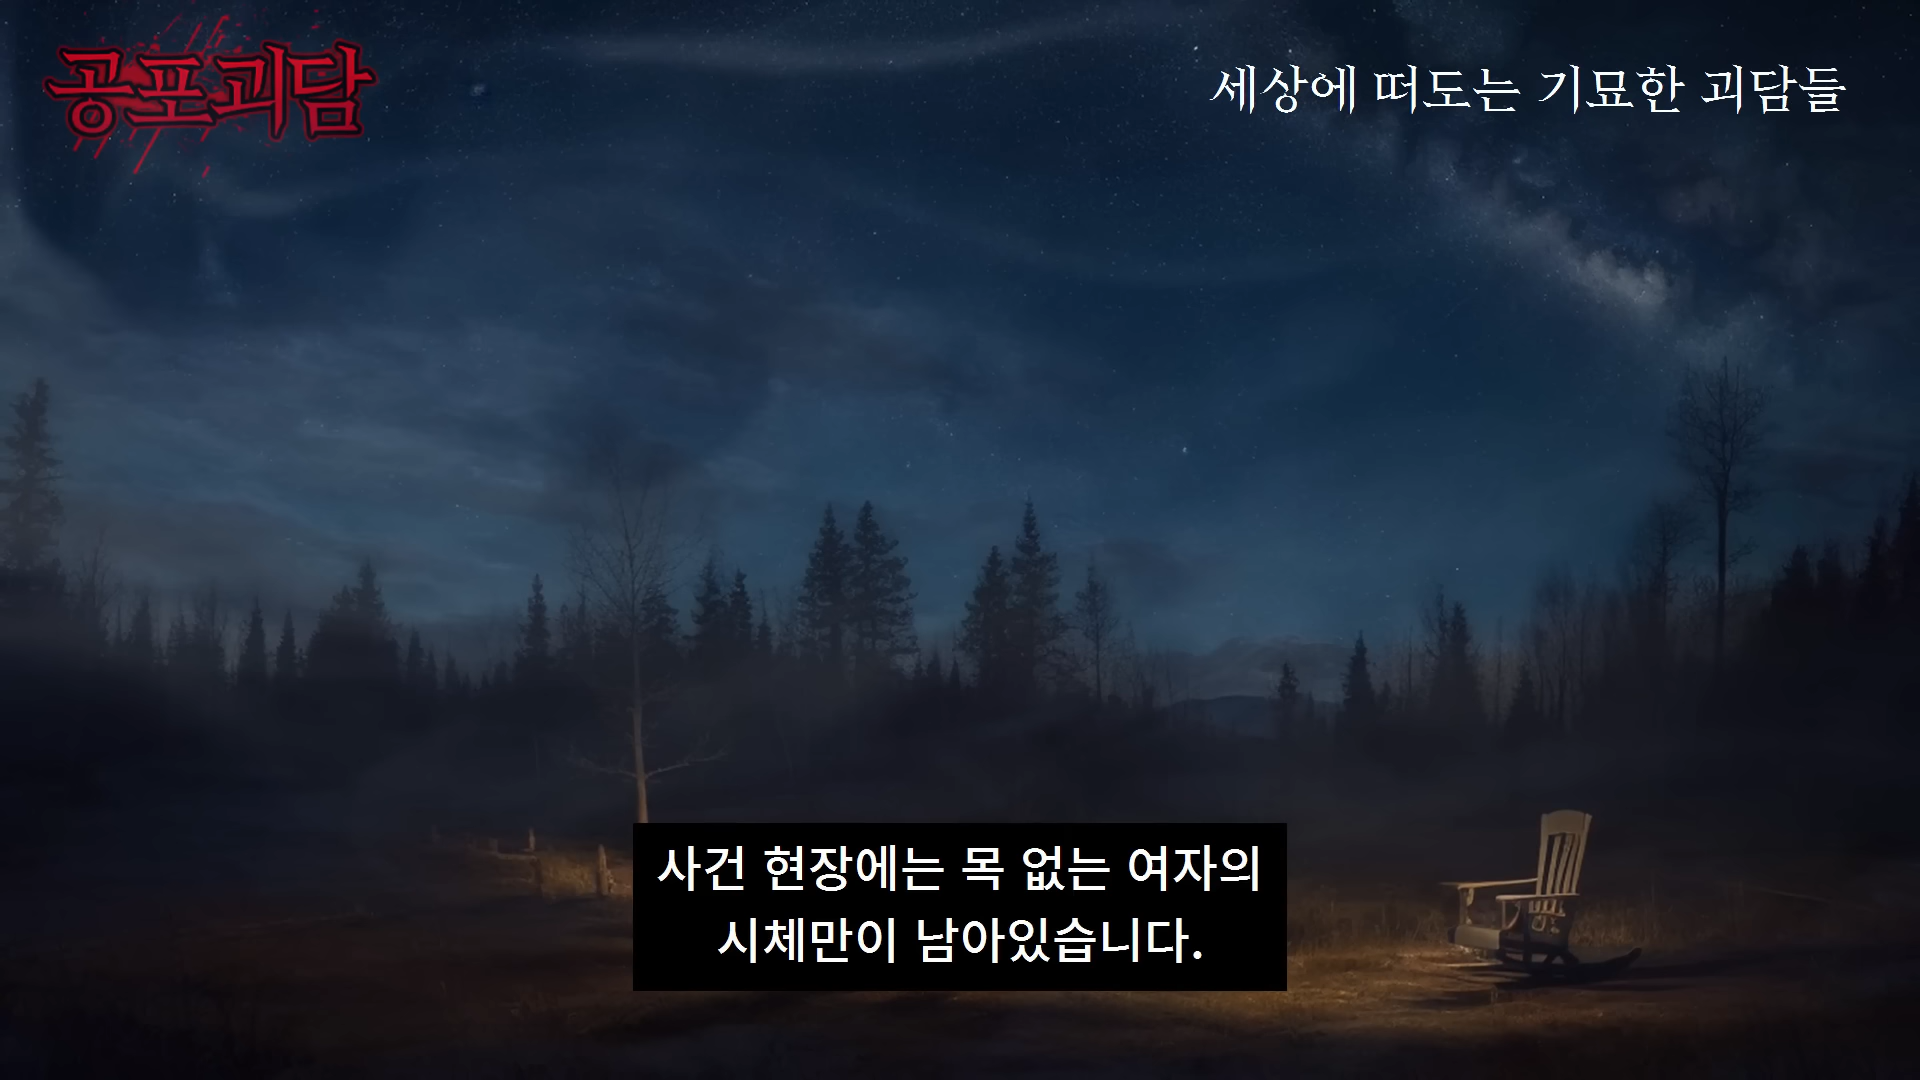 공포괴담
세상에 떠도는 기묘한 괴담들
사건 현장에는 목 없는 여자의
시체만이 남아있습니다.